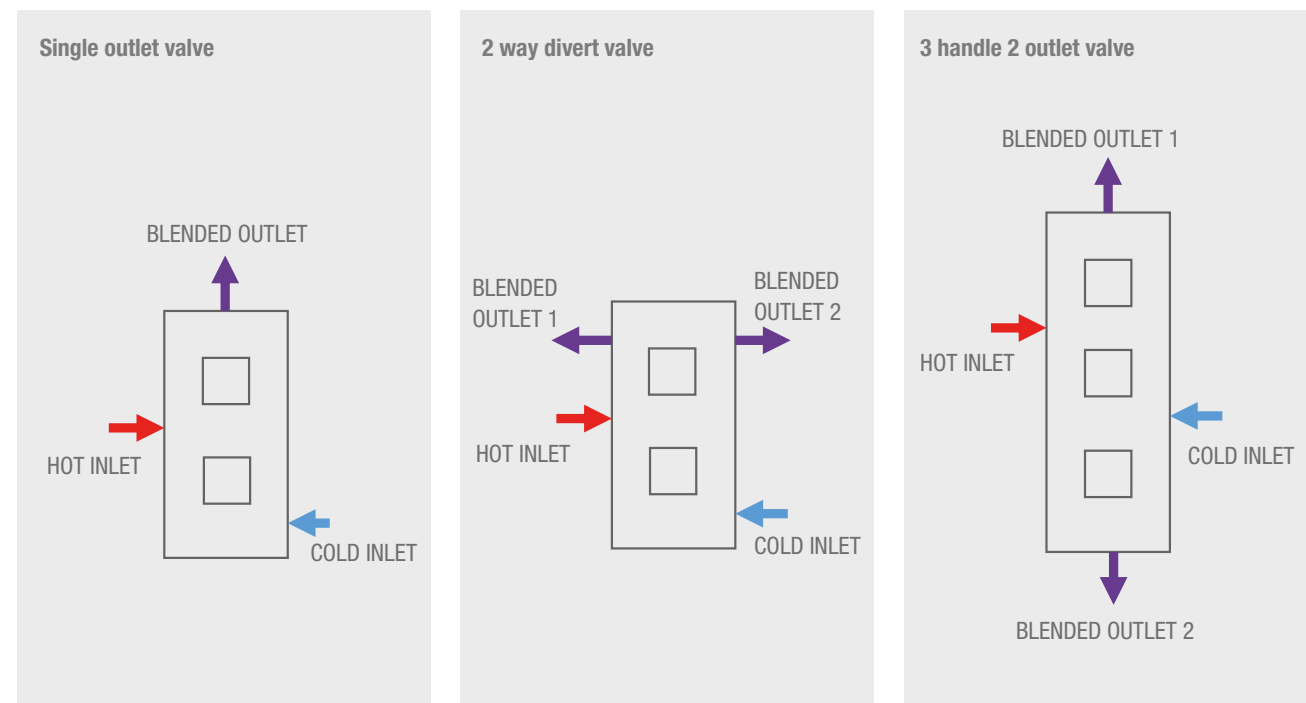 Single outlet valve
BLENDED OUTLET
HOT INLET
COLD INLET
2 way divert valve
BLENDED
OUTLET 1
BLENDED
OUTLET 2
HOT INLET
COLD INLET
3 handle 2 outlet valve
BLENDED OUTLET 1
HOT INLET
COLD INLET
BLENDED OUTLET 2